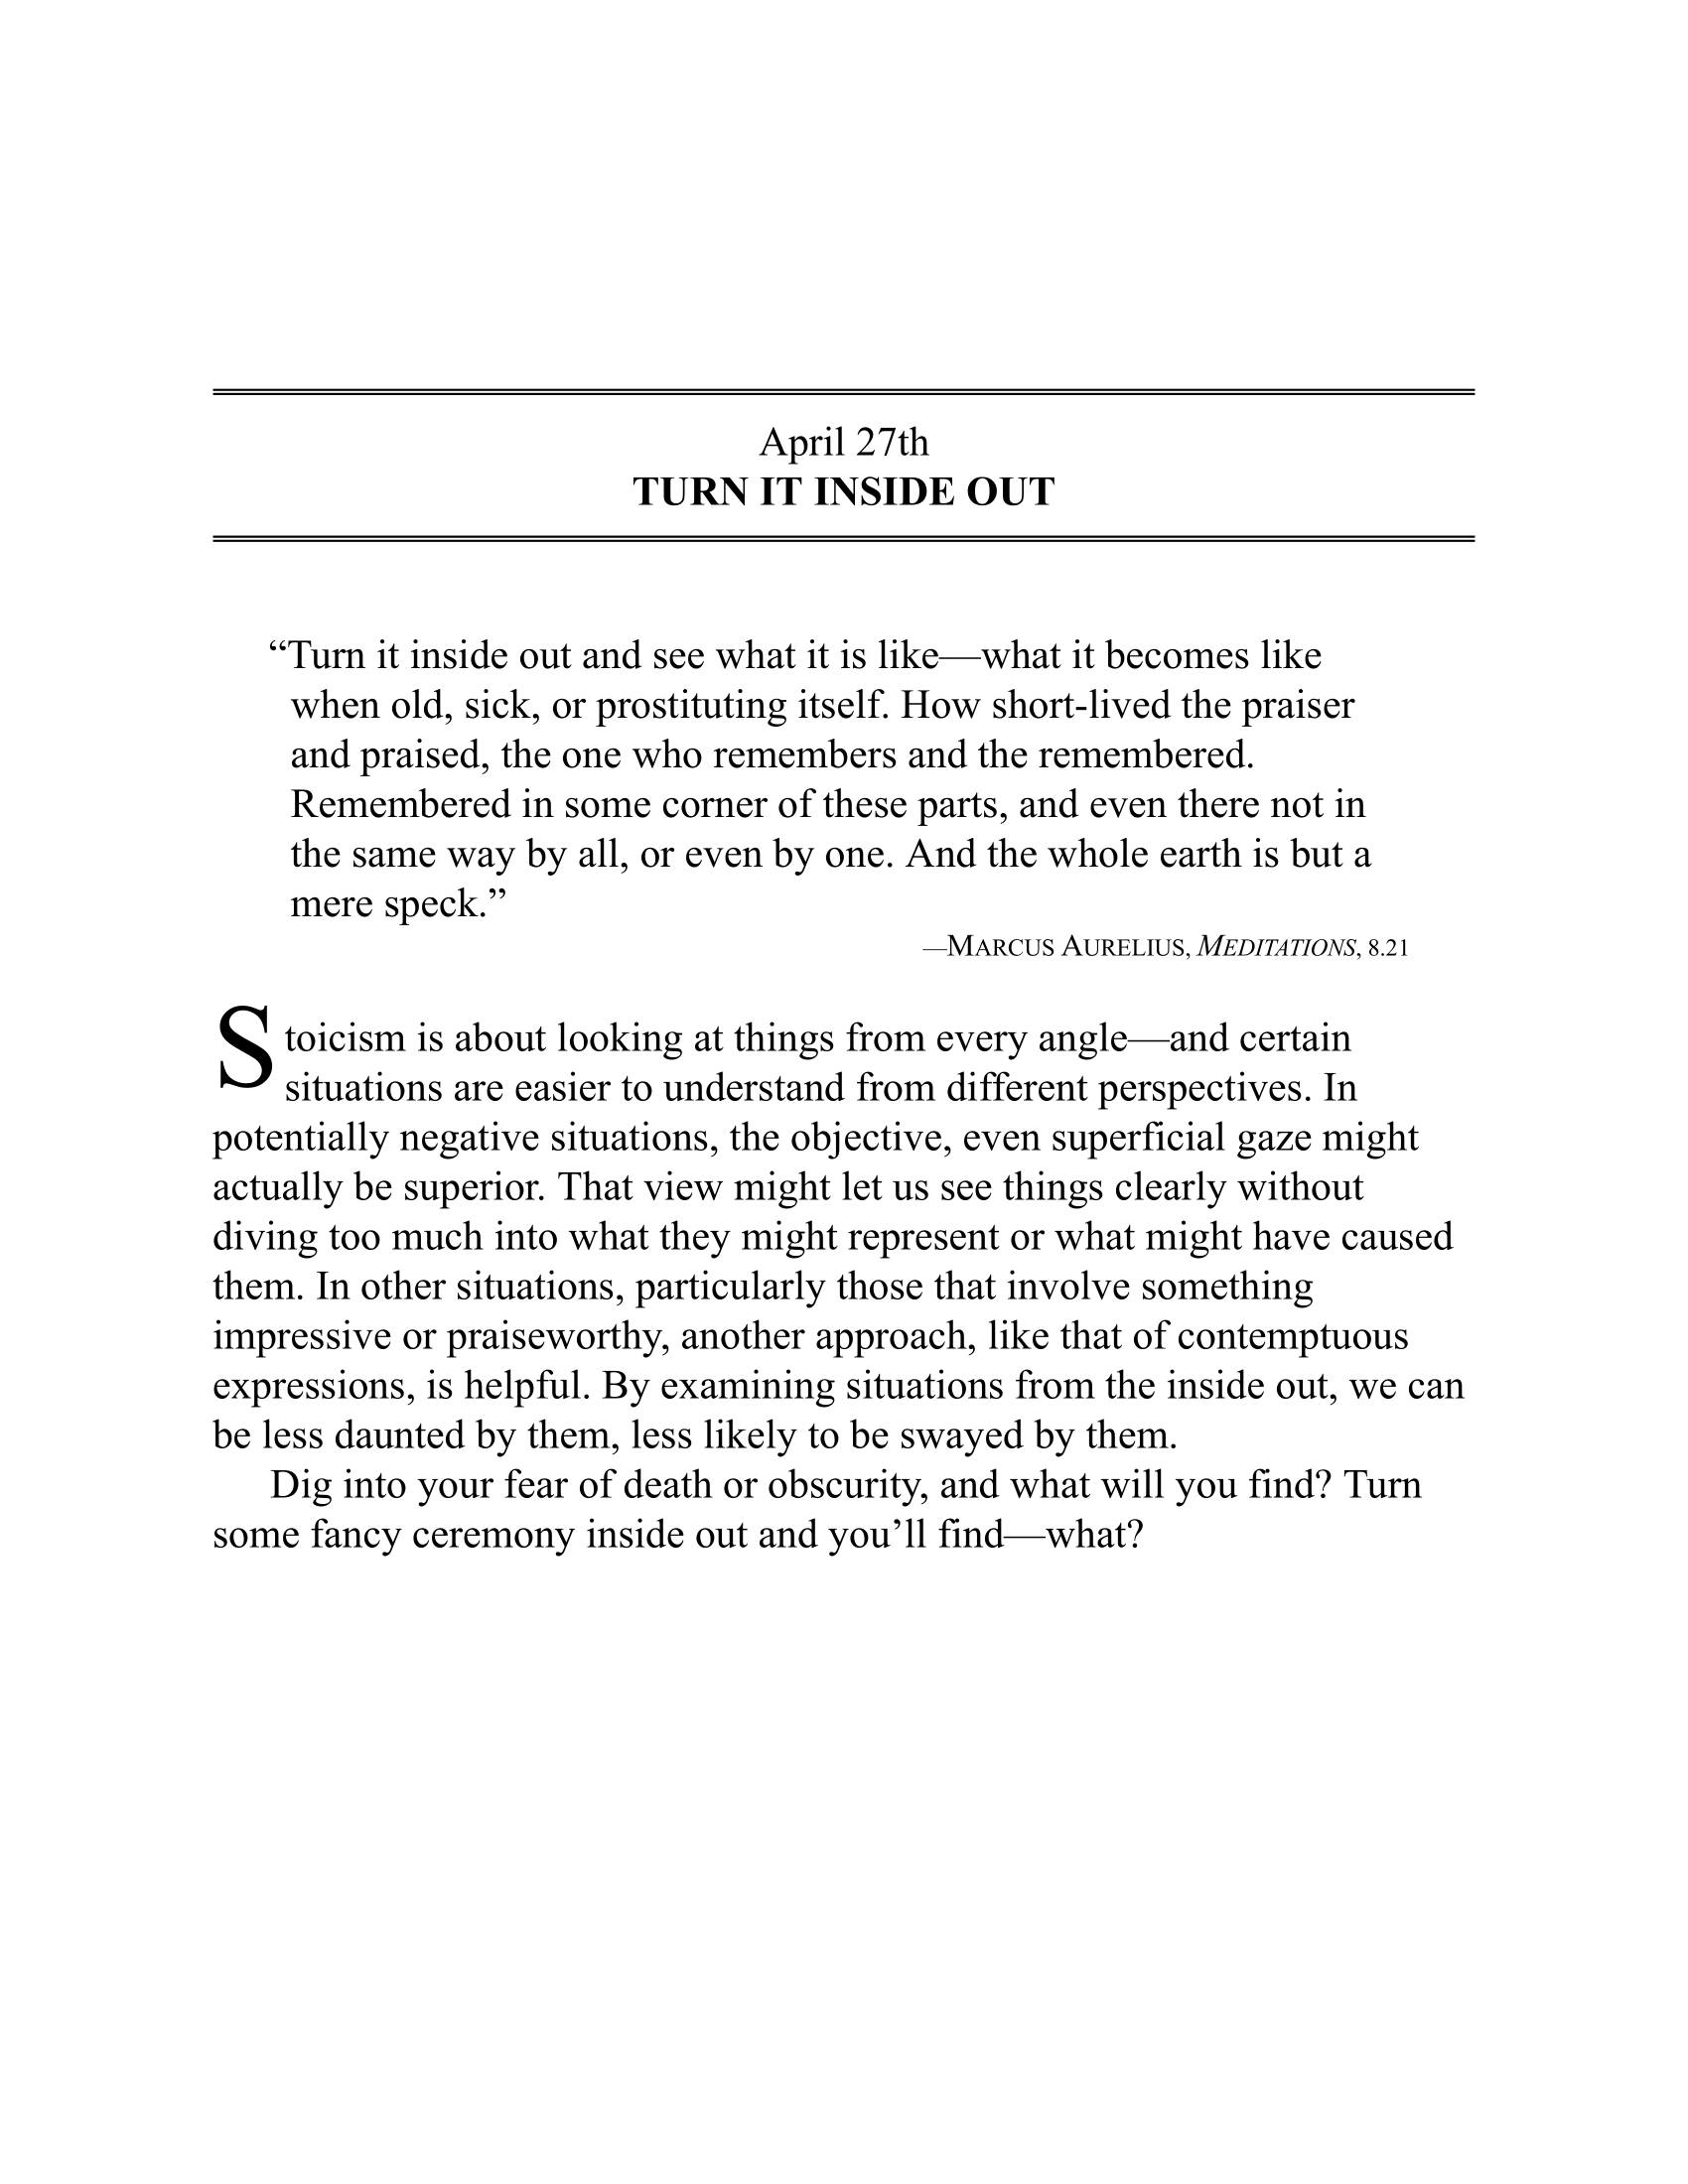 April 27th
TURN IT INSIDE OUT
“Turn it inside out and see what it is like—what it becomes like
when old, sick, or prostituting itself. How short-lived the praiser
and praised, the one who remembers and the remembered.
Remembered in some corner of these parts, and even there not in
the same way by all, or even by one. And the whole earth is but a
mere speck.”
—MARCUS AURELIUS, MEDITATIONS, 8.21
Stoicism is about looking at things from every angle—and certain
situations are easier to understand from different perspectives. In
potentially negative situations, the objective, even superficial gaze might
actually be superior. That view might let us see things clearly without
diving too much into what they might represent or what might have caused
them. In other situations, particularly those that involve something
impressive or praiseworthy, another approach, like that of contemptuous
expressions, is helpful. By examining situations from the inside out, we can
be less daunted by them, less likely to be swayed by them.
Dig into your fear of death or obscurity, and what will you find? Turn
some fancy ceremony inside out and you’ll find—what?